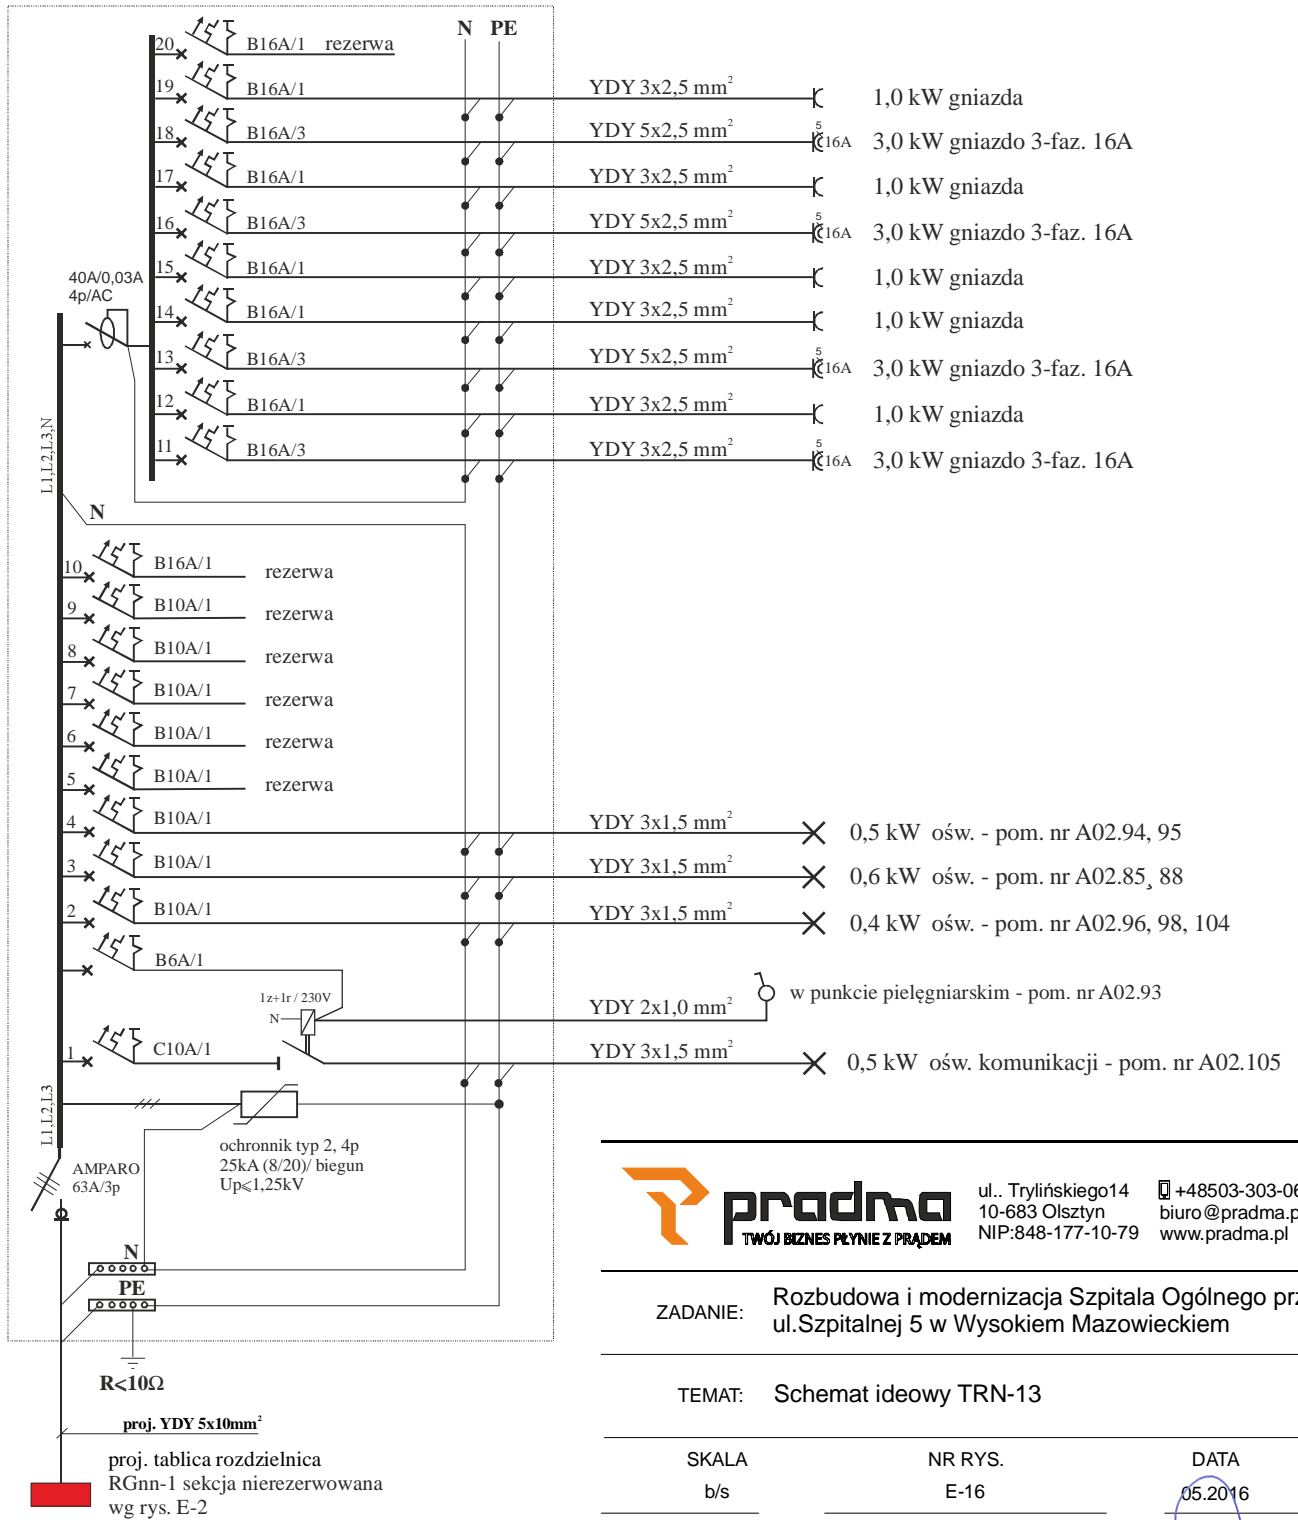 N PE
20 B16A/1 rezerwa
19 B16A/1 YDY 3x2,5 mm² 1,0 kW gniazda
18 B16A/3 YDY 5x2,5 mm² 5 16A 3,0 kW gniazdo 3-faz. 16A
17 B16A/1 YDY 3x2,5 mm² 1,0 kW gniazda
16 B16A/3 YDY 5x2,5 mm² 5 16A 3,0 kW gniazdo 3-faz. 16A
15 B16A/1 YDY 3x2,5 mm² 1,0 kW gniazda
40A/0,03A
4p/AC
14 B16A/1 YDY 3x2,5 mm² 1,0 kW gniazda
13 B16A/3 YDY 5x2,5 mm² 5 16A 3,0 kW gniazdo 3-faz. 16A
12 B16A/1 YDY 3x2,5 mm² 1,0 kW gniazda
11 B16A/3 YDY 3x2,5 mm² 5 16A 3,0 kW gniazdo 3-faz. 16A
L1,L2,L3,N
N
10 B16A/1 rezerwa
9 B10A/1 rezerwa
8 B10A/1 rezerwa
7 B10A/1 rezerwa
6 B10A/1 rezerwa
5 B10A/1 rezerwa
4 B10A/1 YDY 3x1,5 mm² 0,5 kW ośw. - pom. nr A02.94, 95
3 B10A/1 YDY 3x1,5 mm² 0,6 kW ośw. - pom. nr A02.85, 88
2 B10A/1 YDY 3x1,5 mm² 0,4 kW ośw. - pom. nr A02.96, 98, 104
B6A/1
1z+1r / 230V
N
YDY 2x1,0 mm² w punkcie pielęgniarskim - pom. nr A02.93
1 C10A/1 YDY 3x1,5 mm² 0,5 kW ośw. komunikacji - pom. nr A02.105
L1,L2,L3
ochronnik typ 2, 4p
25kA (8/20)/ biegun
Up⩽1,25kV
AMPARO
63A/3p
N
PE
R<10Ω
proj. YDY 5x10mm²
proj. tablica rozdzielnica
RGnn-1 sekcja nierezerwowana
wg rys. E-2
pradma
TWÓJ BIZNES PŁYNIE Z PRĄDEM
ul.. Trylińskiego14
10-683 Olsztyn
NIP:848-177-10-79
+48503-303-06
biuro@pradma.p
www.pradma.pl
ZADANIE: Rozbudowa i modernizacja Szpitala Ogólnego prz
ul.Szpitalnej 5 w Wysokiem Mazowieckiem
TEMAT: Schemat ideowy TRN-13
SKALA NR RYS. DATA
b/s E-16 05.2016